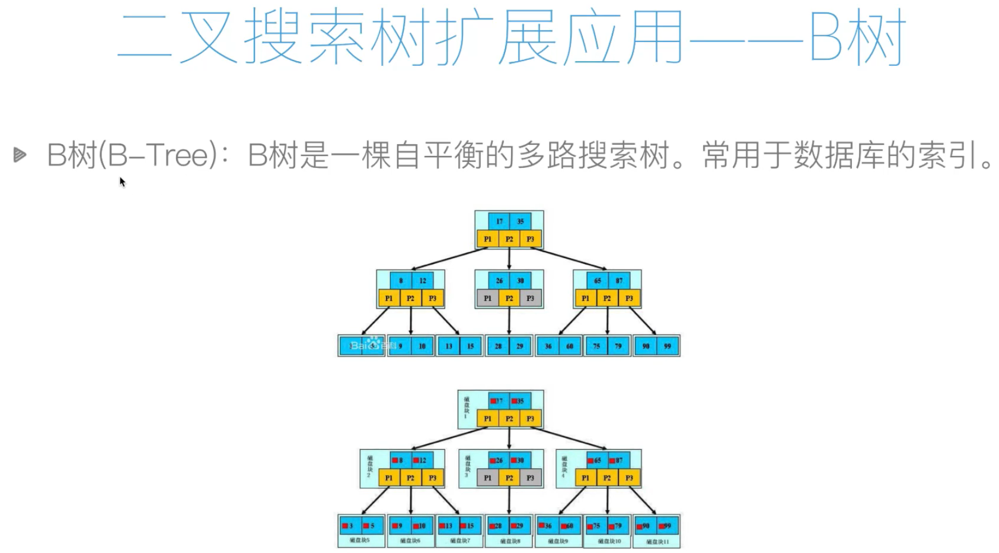 二叉搜索树扩展应用——B树
B树(B-Tree)：B树是一棵自平衡的多路搜索树。常用于数据库的索引。
17 35
P1 P2 P3
8 12 26 30 65 87
P1 P2 P3 P1 P2 P3 P1 P2 P3
Bai 百科 9 10 13 15 28 29 36 60 75 79 90 99
磁盘块1 17 35
P1 P2 P3
磁盘块2 8 12 磁盘块3 26 30 磁盘块4 65 87
P1 P2 P3 P1 P2 P3 P1 P2 P3
3 5 9 10 13 15 28 29 36 60 75 79 90 99
磁盘块5 磁盘块6 磁盘块7 磁盘块8 磁盘块9 磁盘块10 磁盘块11